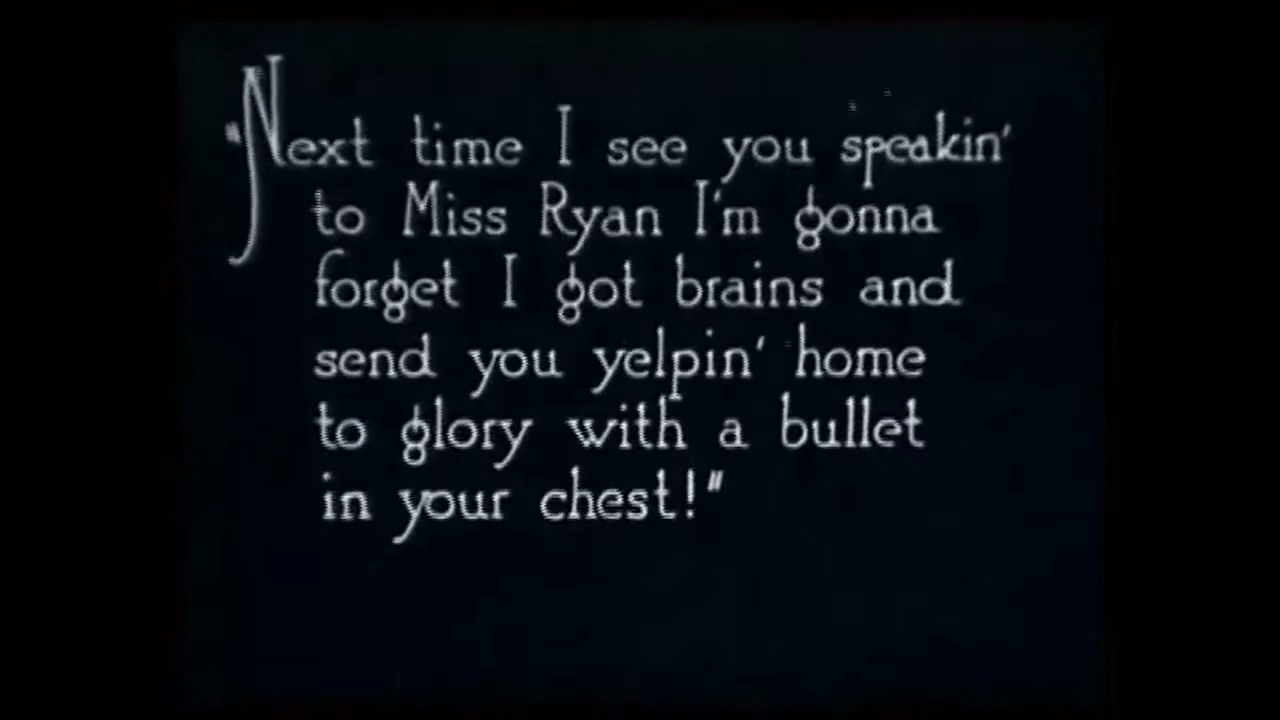 "Next time I see you speakin'
to Miss Ryan I'm gonna
forget I got brains and
send you yelpin' home
to glory with a bullet
in your chest!"